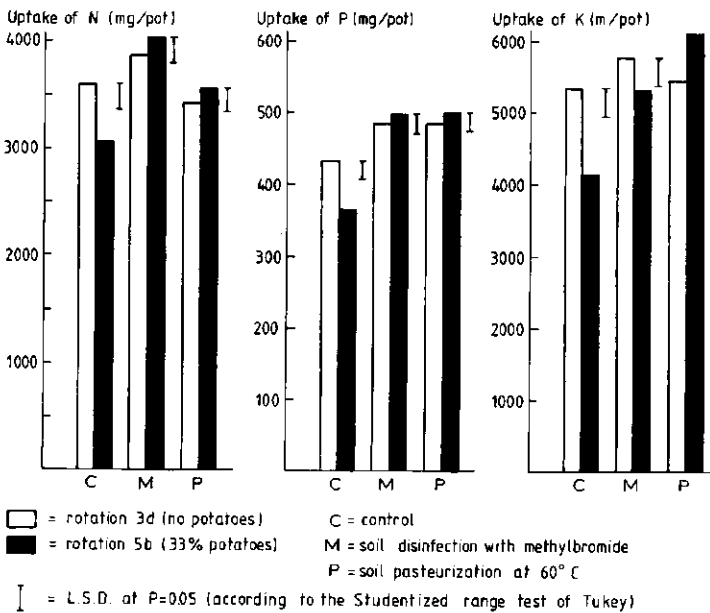 Uptake of N (mg/pot)
4000
3000
2000
1000
C M P
Uptake of P (mg/pot)
600
500
400
300
200
100
C M P
Uptake of K (m/pot)
6000
5000
4000
3000
2000
1000
C M P
= rotation 3d (no potatoes)
= rotation 5b (33% potatoes)
C = control
M = soil disinfection with methylbromide
P = soil pasteurization at 60° C
= L.S.D. at P=0.05 (according to the Studentized range test of Tukey)